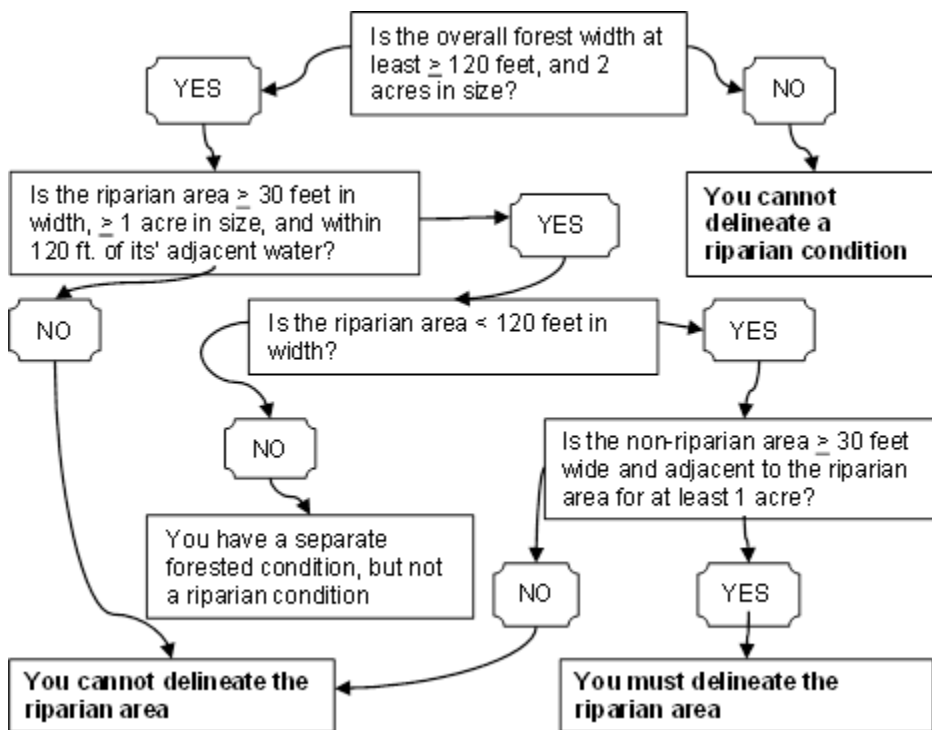 Is the overall forest width at
least ≥ 120 feet, and 2
acres in size?
YES
NO
Is the riparian area ≥ 30 feet in
width, ≥ 1 acre in size, and within
120 ft. of its' adjacent water?
YES
You cannot
delineate a
riparian condition
NO
Is the riparian area < 120 feet in
width?
YES
NO
Is the non-riparian area ≥ 30 feet
wide and adjacent to the riparian
area for at least 1 acre?
You have a separate
forested condition, but not
a riparian condition
NO
YES
You cannot delineate the
riparian area
You must delineate the
riparian area